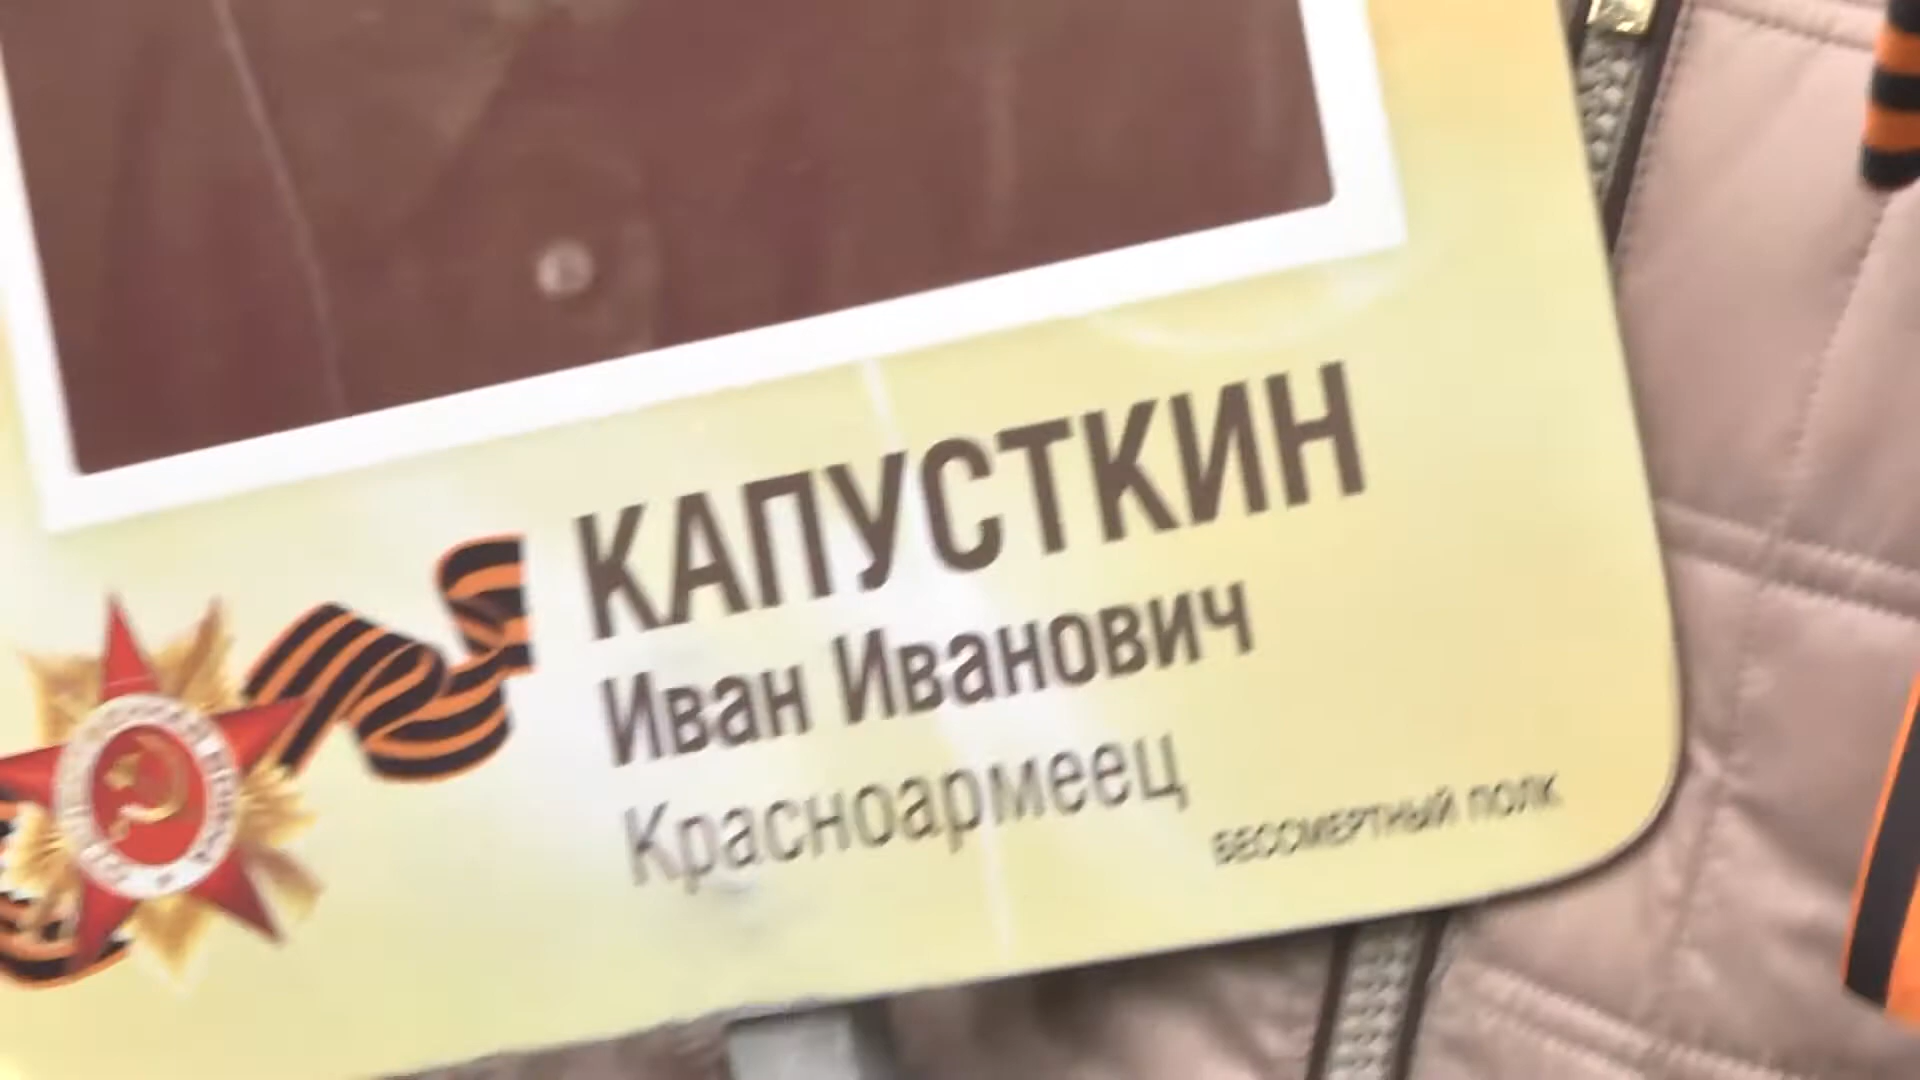 КАПУСТКИН
Иван Иванович
Красноармеец
БЕССМЕРТНЫЙ ПОЛК